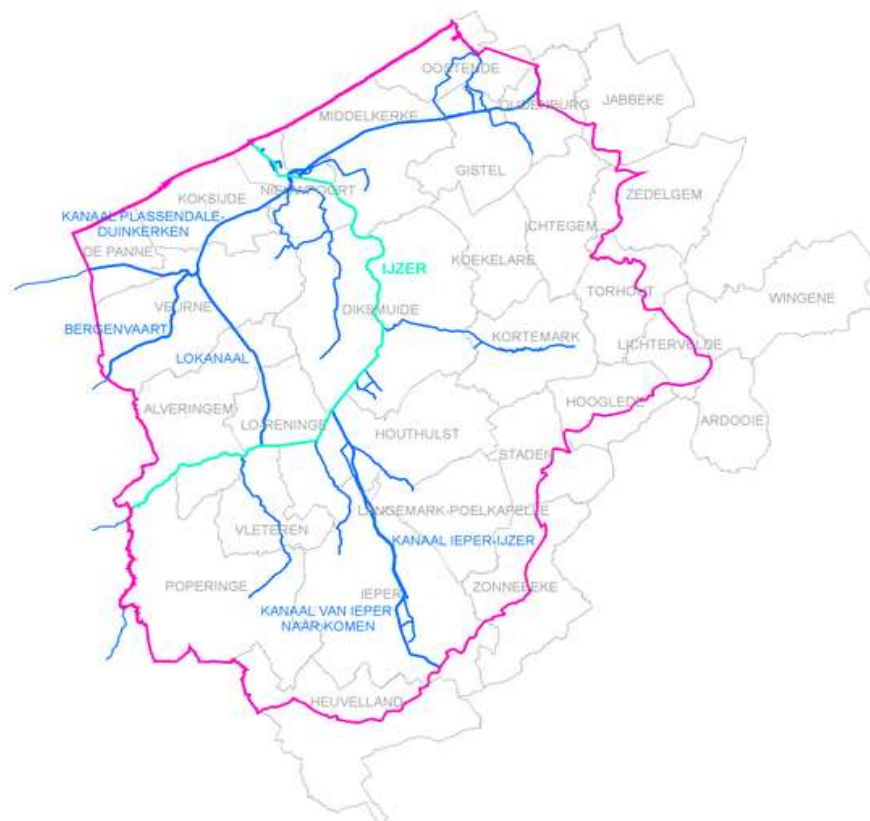 OOSTENDE
OUDENBURG
JABBEKE
MIDDELKERKE
GISTEL
ZEDELGEM
NIEUWPOORT
KOKSIJDE
KANAAL PLASSENDALE-
DUINKERKEN
ICHTEGEM
DE PANNE
KOEKELARE
IJZER
TORHOUT
WINGENE
VEURNE
DIKSMUIDE
BERGENVAART
KORTEMARK
LICHTERVELDE
LOKANAAL
HOOGLEDE
ALVERINGEM
ARDOOIE
LO-RENINGE
HOUTHULST
STADEN
LANGEMARK-POELKAPELLE
VLETEREN
KANAAL IEPER-IJZER
POPERINGE
IEPER
ZONNEBEKE
KANAAL VAN IEPER
NAAR KOMEN
HEUVELLAND